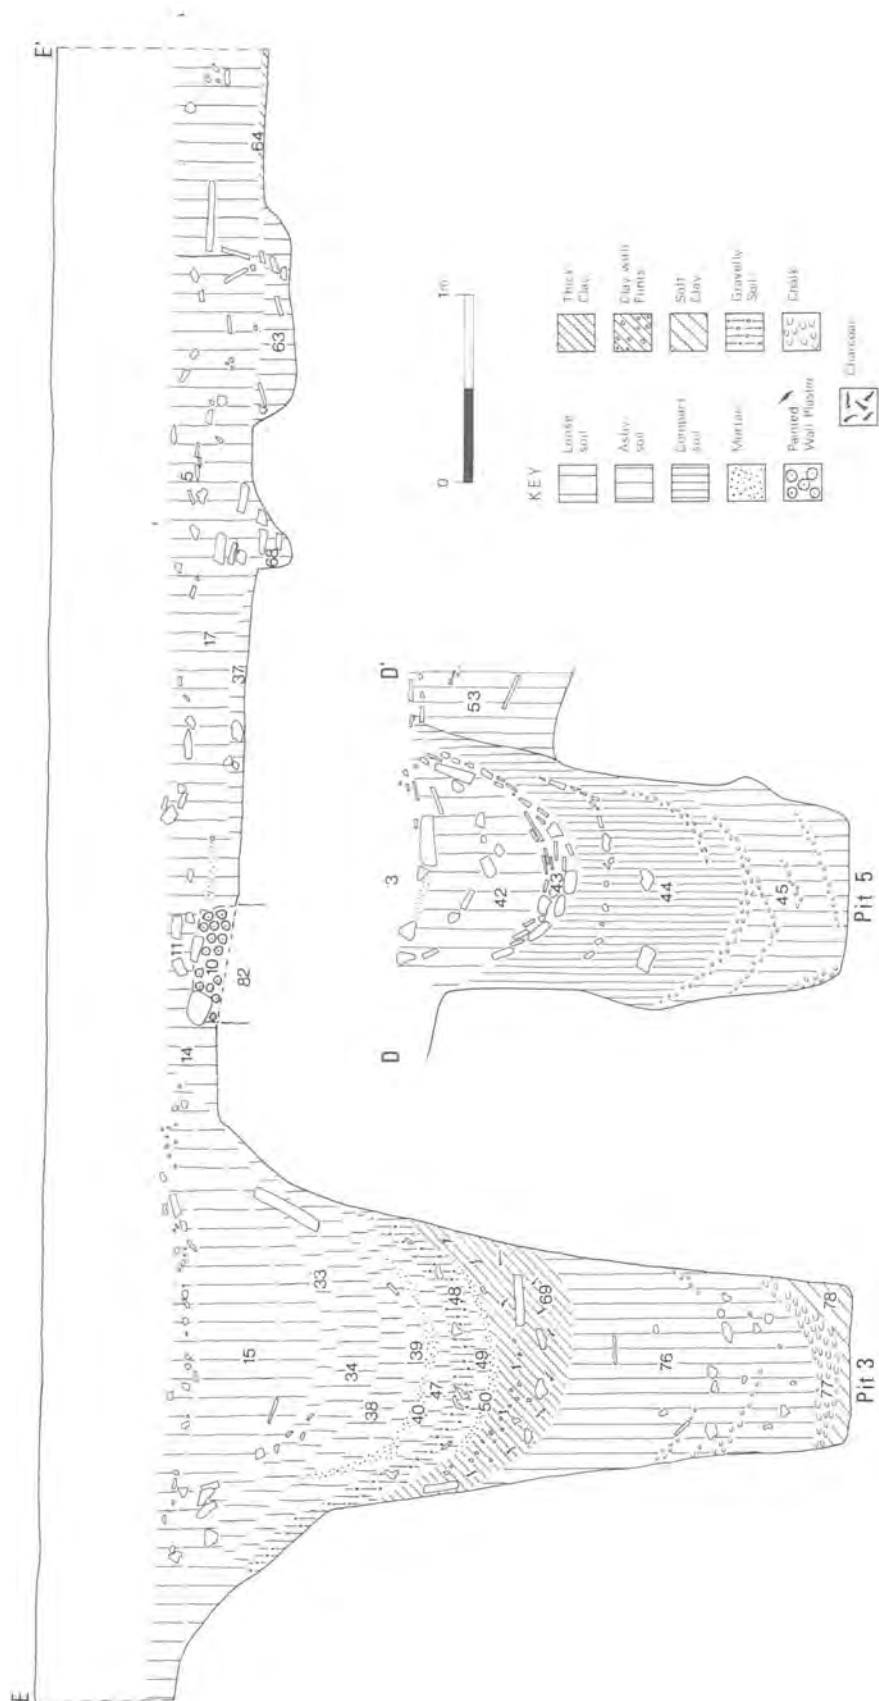 E
E'
14
11
10
82
17
37
5
68
63
64
15
33
34
38
39
40
47
48
49
50
69
76
77
78
Pit 3
D
D'
3
42
43
44
45
53
Pit 5
0
1m
KEY
Loose
soil
Ashy
soil
Compact
soil
Mortar
Painted
Wall Plaster
Thick
Clay
Clay with
Flints
Soft
Clay
Gravelly
Soil
Chalk
Charcoal